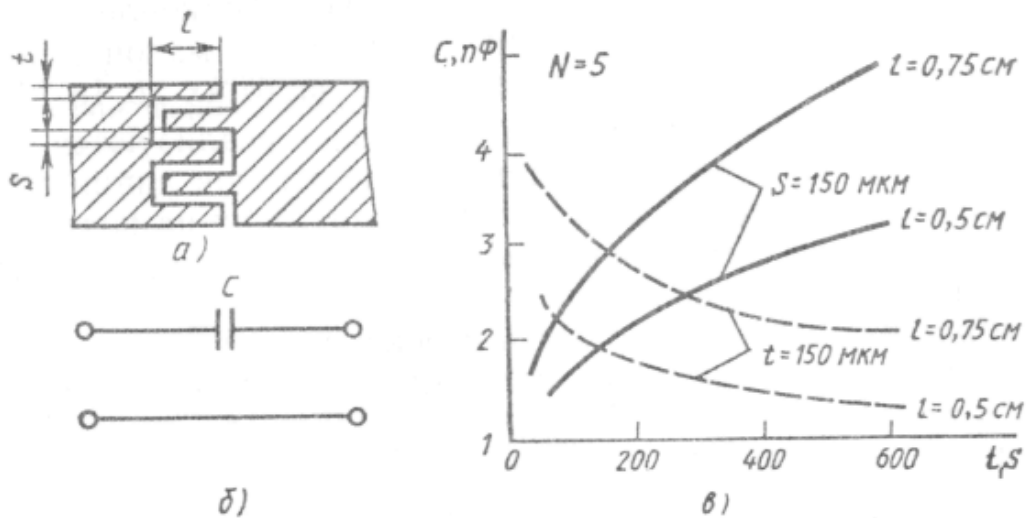 t
l
S
а)
C
б)
C, пФ
N=5
4
3
2
1
0
200
400
600
t, s
l=0,75 см
S=150 мкм
l=0,5 см
l=0,75 см
t=150 мкм
l=0,5 см
в)